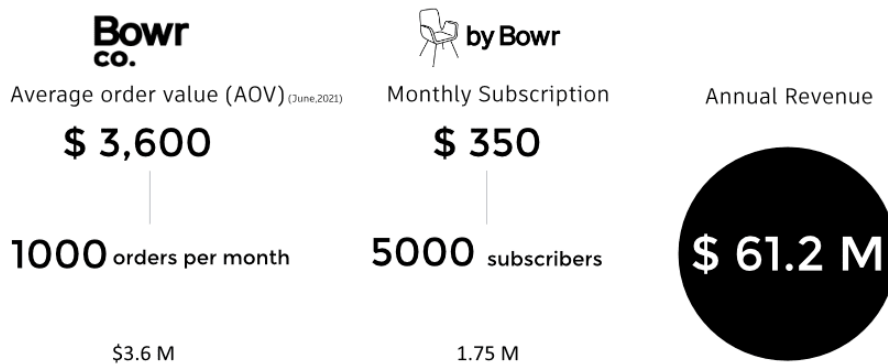 Bowr
co.
Average order value (AOV) (June,2021)
$ 3,600
1000 orders per month
$3.6 M
by Bowr
Monthly Subscription
$ 350
5000 subscribers
1.75 M
Annual Revenue
$ 61.2 M